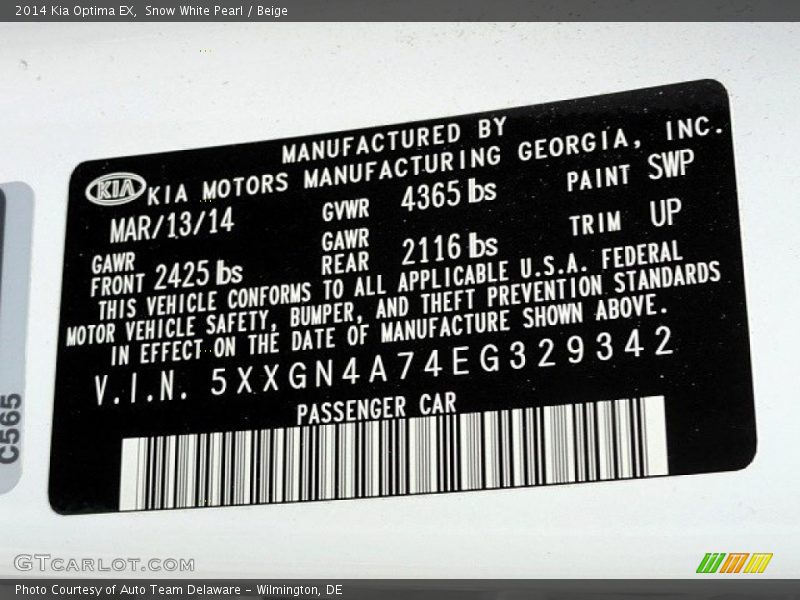 2014 Kia Optima EX, Snow White Pearl / Beige
MANUFACTURED BY
KIA KIA MOTORS MANUFACTURING GEORGIA, INC.
MAR/13/14 GVWR 4365 lbs PAINT SWP
GAWR FRONT 2425 lbs GAWR REAR 2116 lbs TRIM UP
THIS VEHICLE CONFORMS TO ALL APPLICABLE U.S.A. FEDERAL
MOTOR VEHICLE SAFETY, BUMPER, AND THEFT PREVENTION STANDARDS
IN EFFECT ON THE DATE OF MANUFACTURE SHOWN ABOVE.
V.I.N. 5XXGN4A74EG329342
PASSENGER CAR
C565
GTCARLOT.COM
Photo Courtesy of Auto Team Delaware - Wilmington, DE